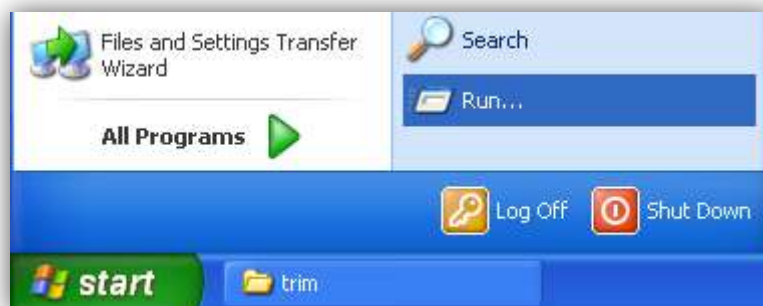 Files and Settings Transfer
Wizard
All Programs
Search
Run...
Log Off
Shut Down
start
trim